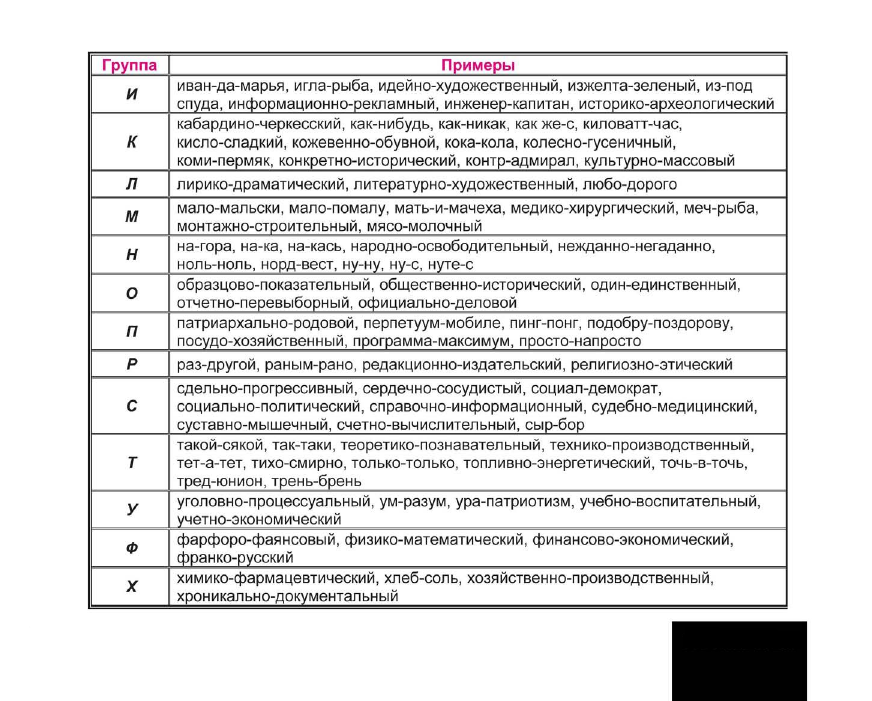 Группа Примеры
И иван-да-марья, игла-рыба, идейно-художественный, изжелта-зеленый, из-под
спуда, информационно-рекламный, инженер-капитан, историко-археологический
К кабардино-черкесский, как-нибудь, как-никак, как же-с, киловатт-час,
кисло-сладкий, кожевенно-обувной, кока-кола, колесно-гусеничный,
коми-пермяк, конкретно-исторический, контр-адмирал, культурно-массовый
Л лирико-драматический, литературно-художественный, любо-дорого
М мало-мальски, мало-помалу, мать-и-мачеха, медико-хирургический, меч-рыба,
монтажно-строительный, мясо-молочный
Н на-гора, на-ка, на-кась, народно-освободительный, нежданно-негаданно,
ноль-ноль, норд-вест, ну-ну, ну-с, нуте-с
О образцово-показательный, общественно-исторический, один-единственный,
отчетно-перевыборный, официально-деловой
П патриархально-родовой, перпетуум-мобиле, пинг-понг, подобру-поздорову,
посудо-хозяйственный, программа-максимум, просто-напросто
Р раз-другой, раным-рано, редакционно-издательский, религиозно-этический
С сдельно-прогрессивный, сердечно-сосудистый, социал-демократ,
социально-политический, справочно-информационный, судебно-медицинский,
суставно-мышечный, счетно-вычислительный, сыр-бор
Т такой-сякой, так-таки, теоретико-познавательный, технико-производственный,
тет-а-тет, тихо-смирно, только-только, топливно-энергетический, точь-в-точь,
тред-юнион, трень-брень
У уголовно-процессуальный, ум-разум, ура-патриотизм, учебно-воспитательный,
учетно-экономический
Ф фарфоро-фаянсовый, физико-математический, финансово-экономический,
франко-русский
Х химико-фармацевтический, хлеб-соль, хозяйственно-производственный,
хроникально-документальный